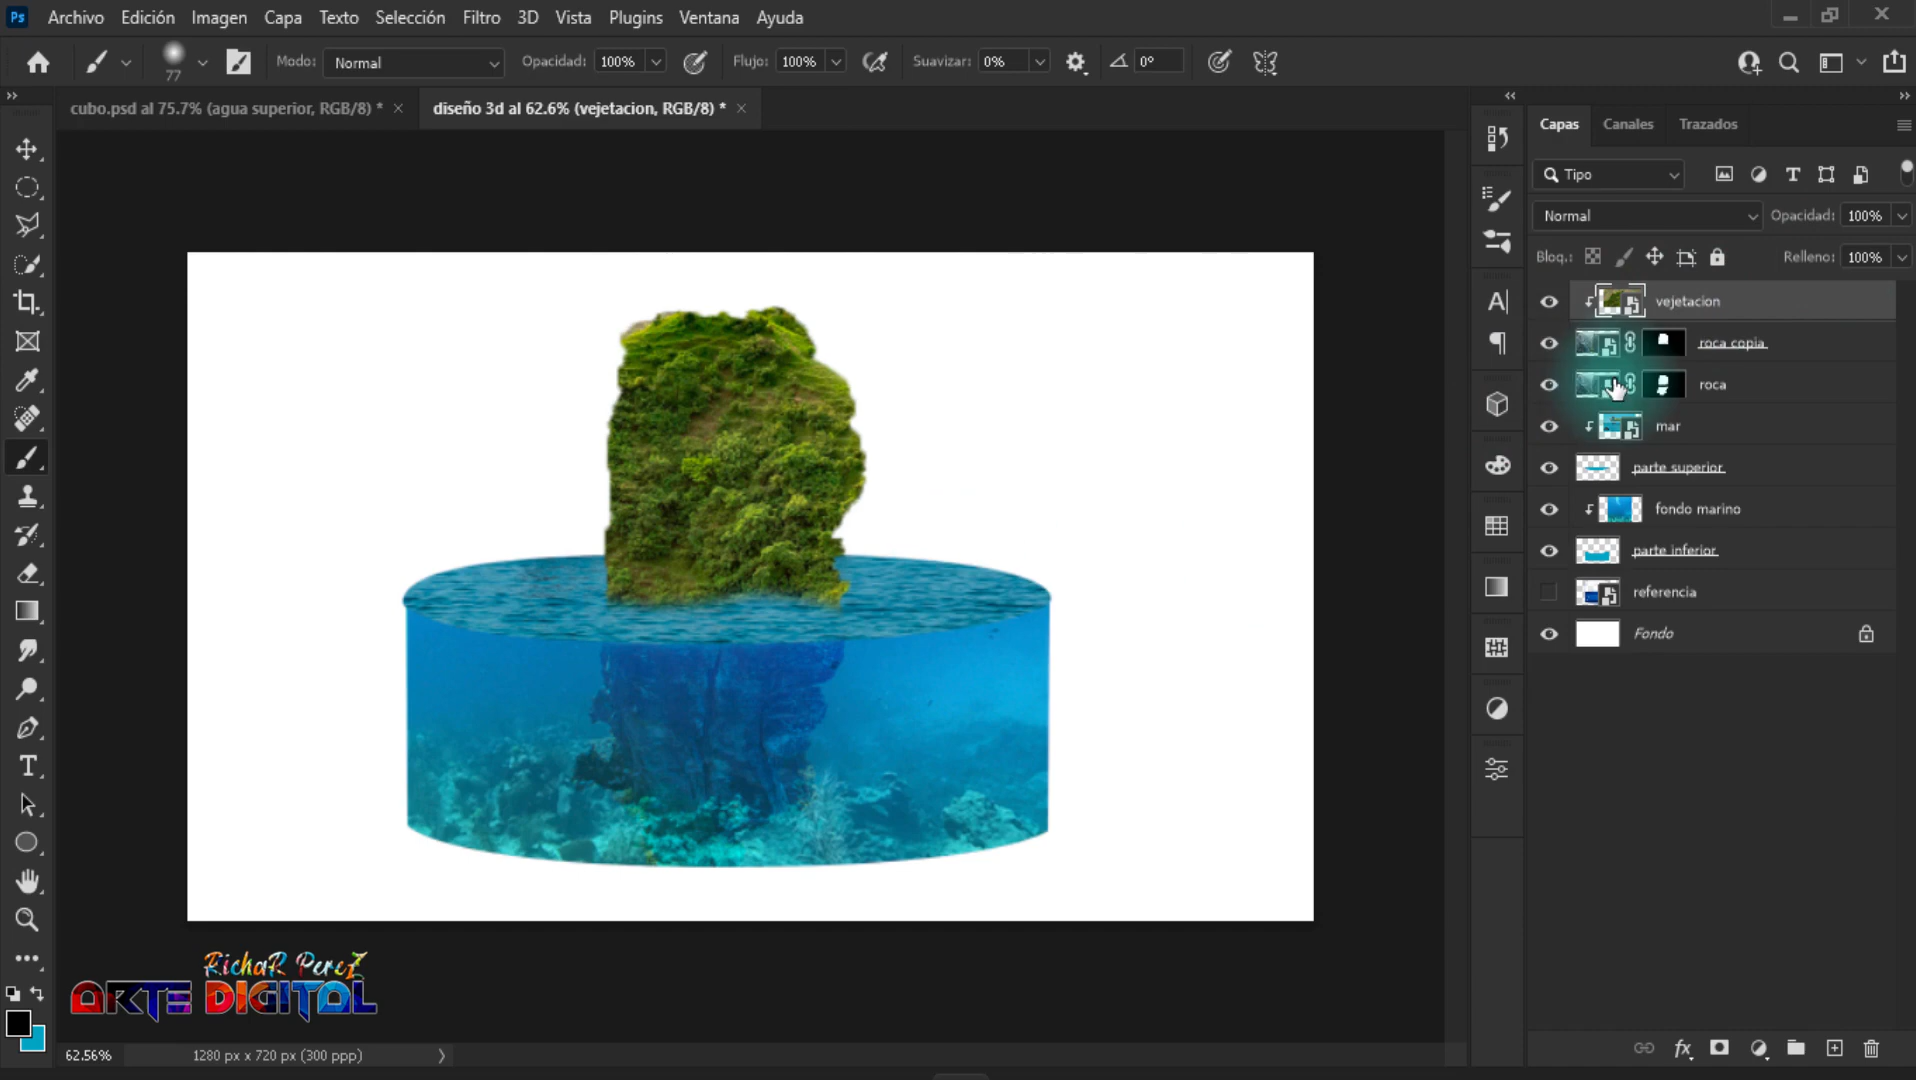 Ps Archivo Edición Imagen Capa Texto Selección Filtro 3D Vista Plugins Ventana Ayuda
77 Modo: Normal Opacidad: 100% Flujo: 100% Suavizar: 0% 0°
cubo.psd al 75.7% (agua superior, RGB/8) * × diseño 3d al 62.6% (vejetacion, RGB/8) * ×
Capas Canales Trazados
Tipo
Normal Opacidad: 100%
Bloq.: Relleno: 100%
vejetacion
roca copia
roca
mar
parte superior
fondo marino
parte inferior
referencia
Fondo
RichaR PereZ
ARTE DIGITAL
62.56% 1280 px x 720 px (300 ppp)